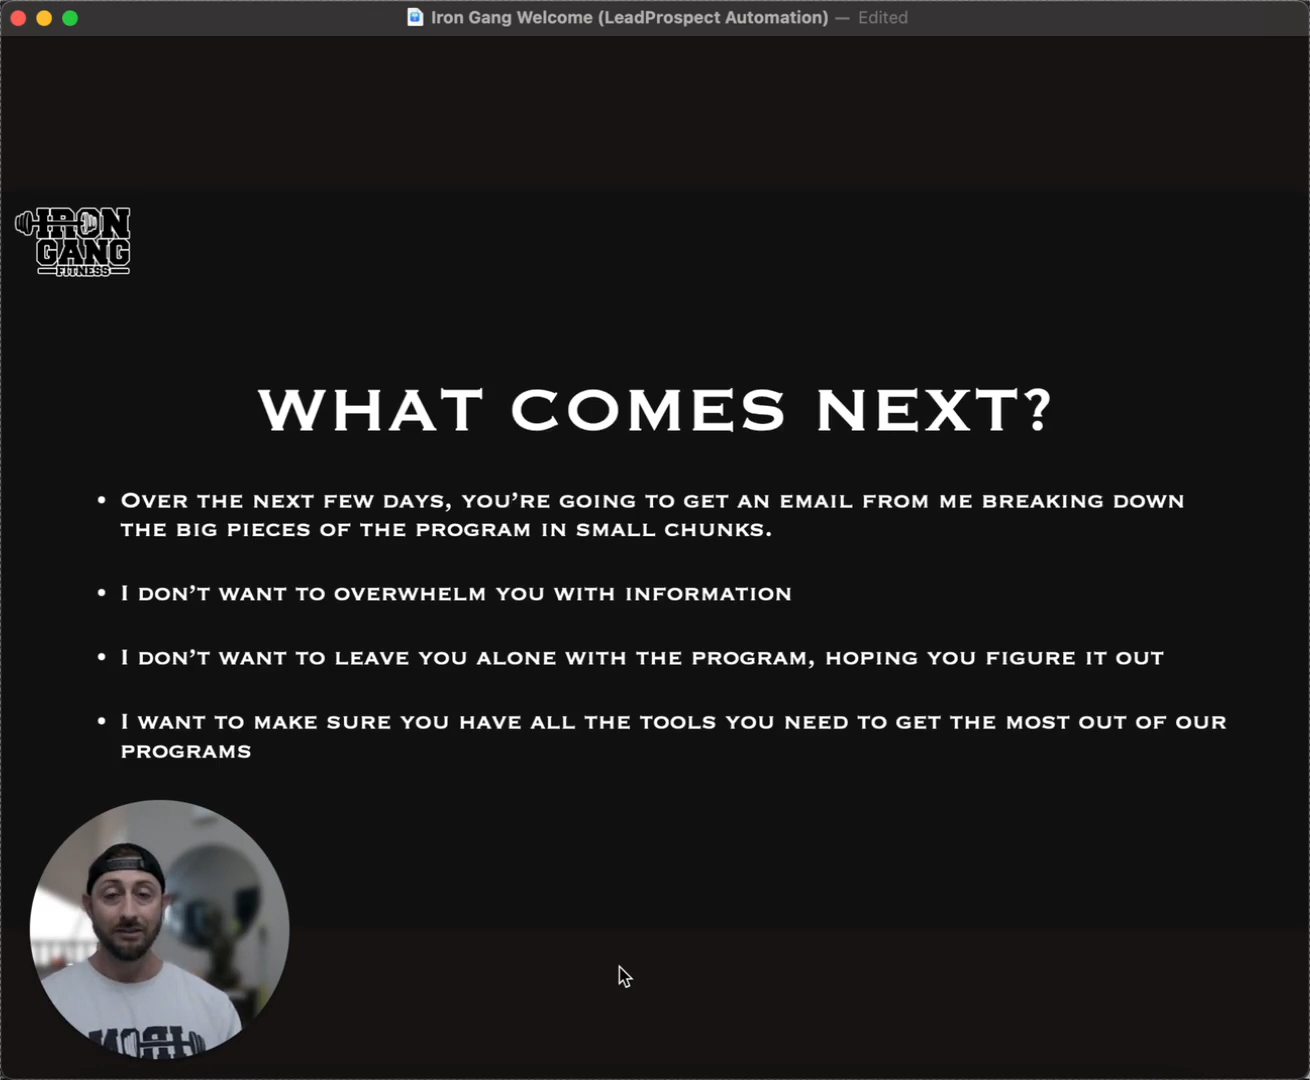 Iron Gang Welcome (LeadProspect Automation) — Edited
IRON
GANG
FITNESS
WHAT COMES NEXT?
• Over the next few days, you’re going to get an email from me breaking down
the big pieces of the program in small chunks.
• I don’t want to overwhelm you with information
• I don’t want to leave you alone with the program, hoping you figure it out
• I want to make sure you have all the tools you need to get the most out of our
programs
IRON